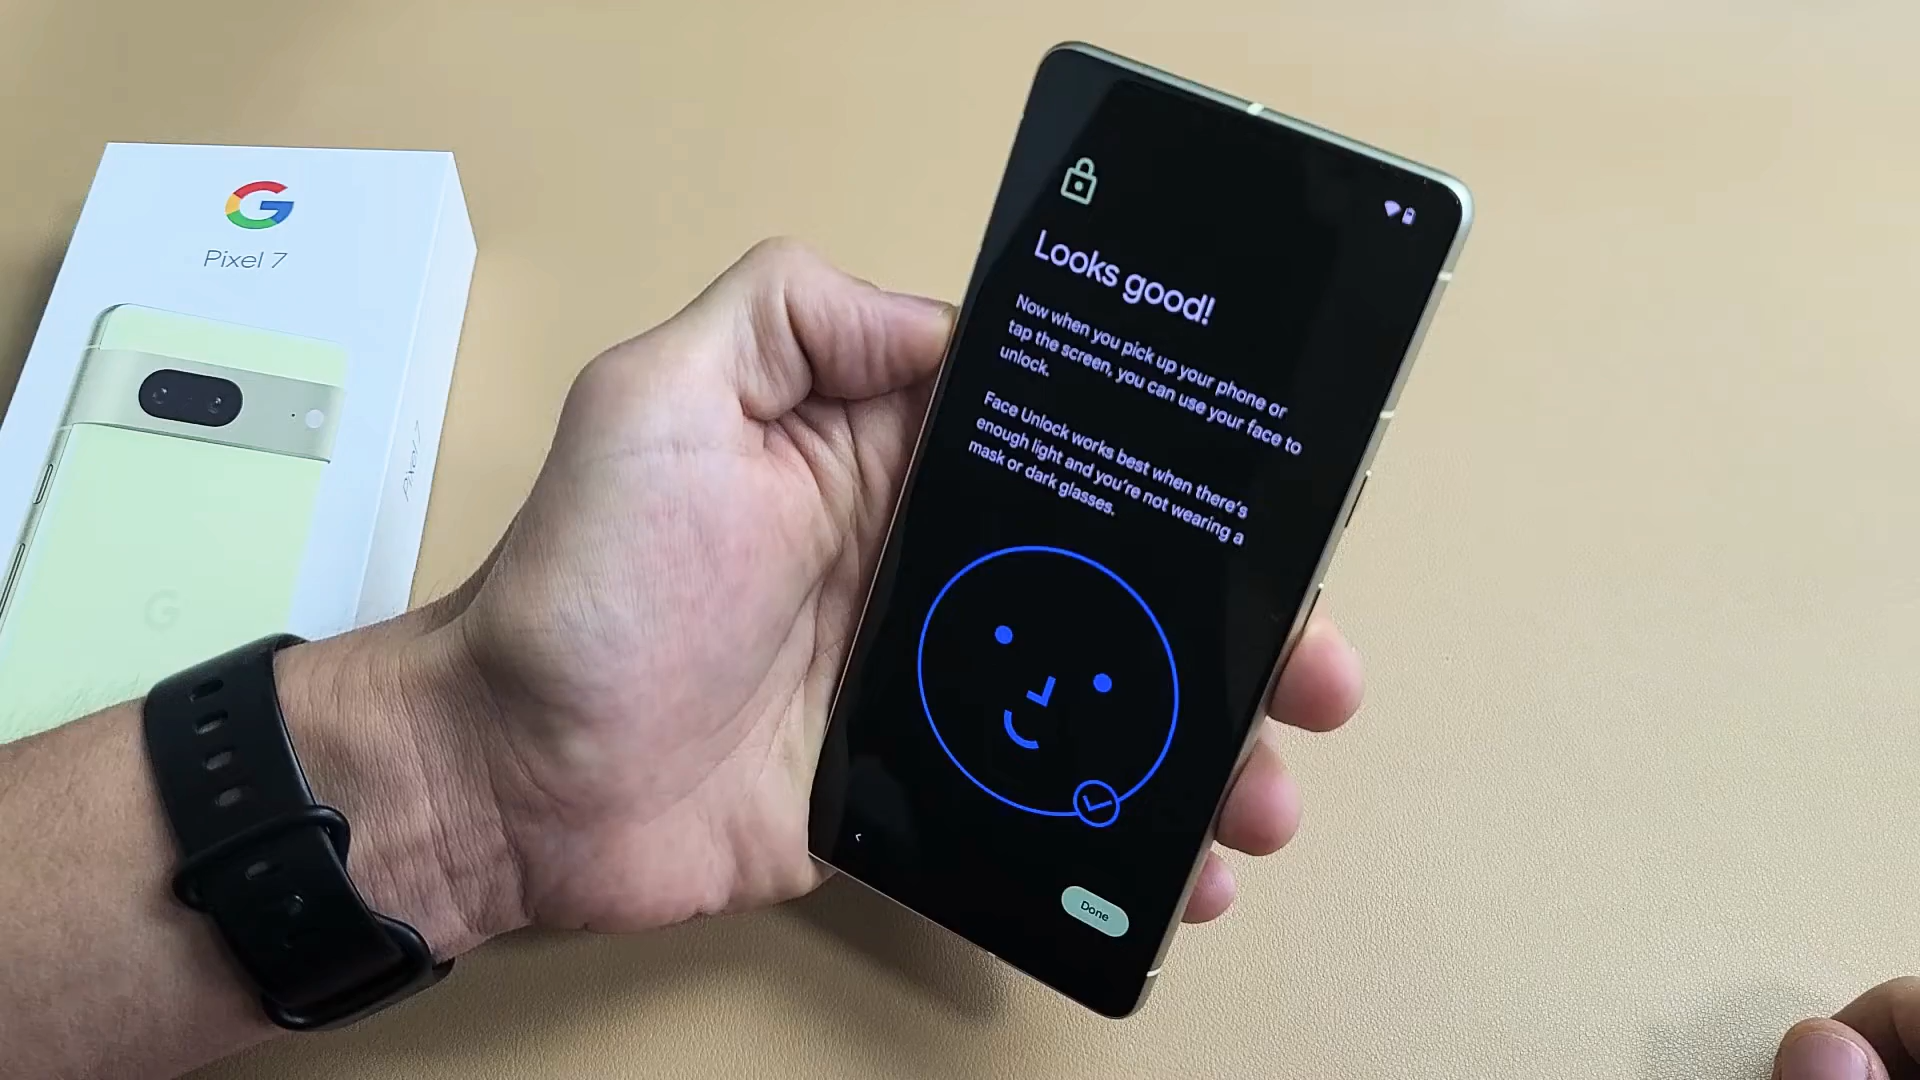 G
Pixel 7
G
Pixel 7
Looks good!
Now when you pick up your phone or
tap the screen, you can use your face to
unlock.
Face Unlock works best when there's
enough light and you're not wearing a
mask or dark glasses.
Done